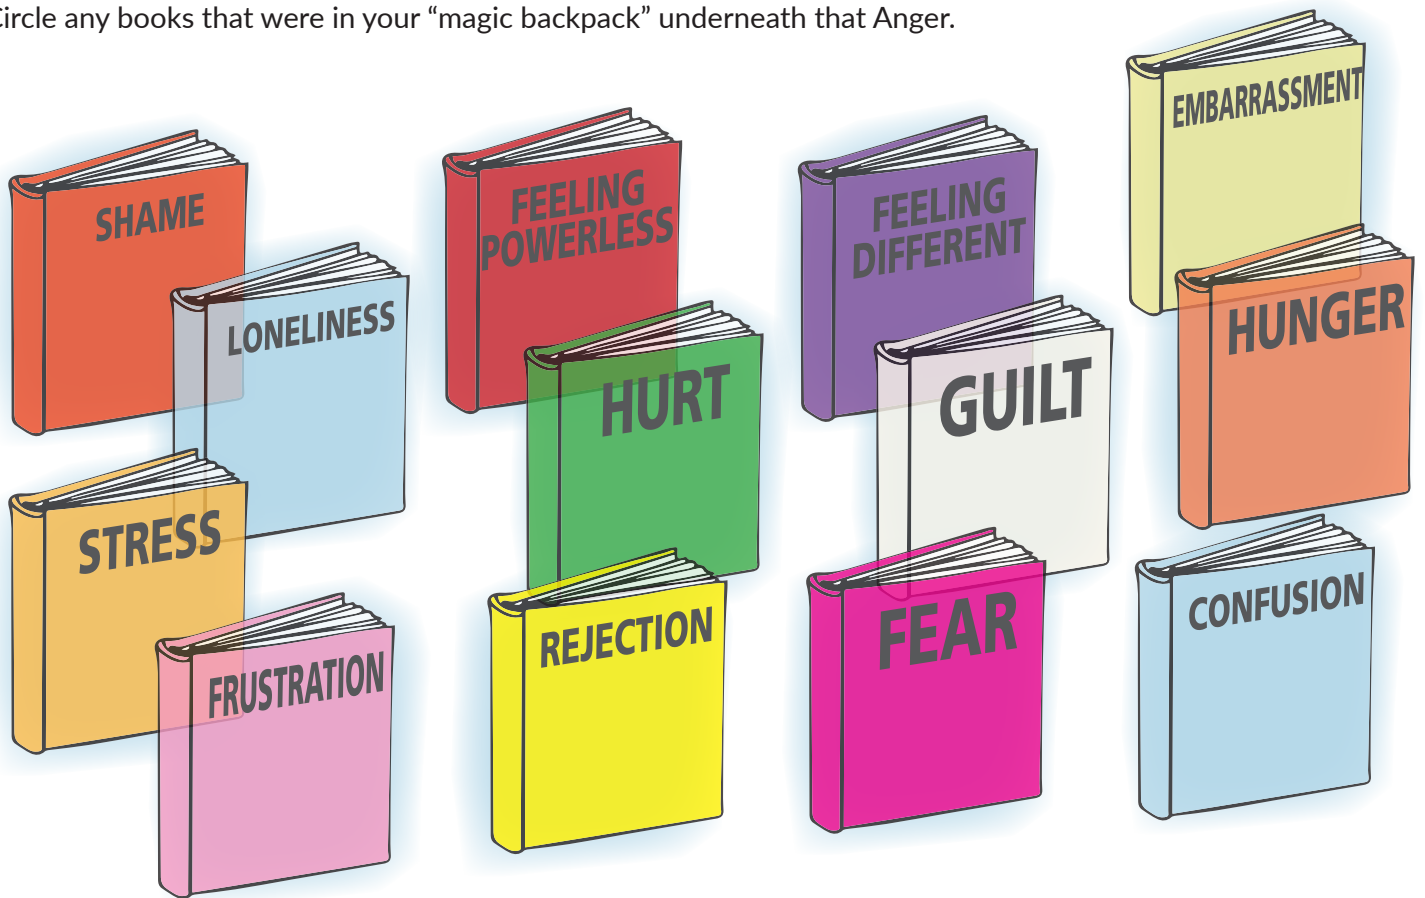 Circle any books that were in your “magic backpack” underneath that Anger.
EMBARRASSMENT
SHAME
FEELING
POWERLESS
FEELING
DIFFERENT
LONELINESS
HURT
GUILT
HUNGER
STRESS
FRUSTRATION
REJECTION
FEAR
CONFUSION